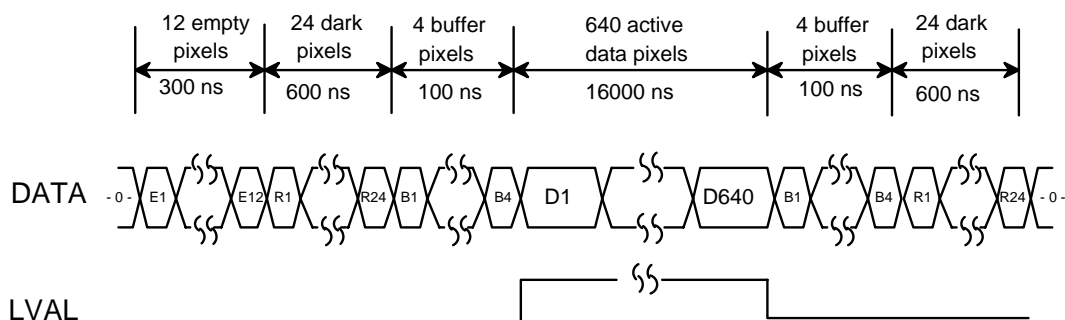 12 empty pixels
24 dark pixels
4 buffer pixels
640 active data pixels
4 buffer pixels
24 dark pixels
300 ns
600 ns
100 ns
16000 ns
100 ns
600 ns
DATA
- 0 -
E1
E12
R1
R24
B1
B4
D1
D640
B1
B4
R1
R24
- 0 -
LVAL